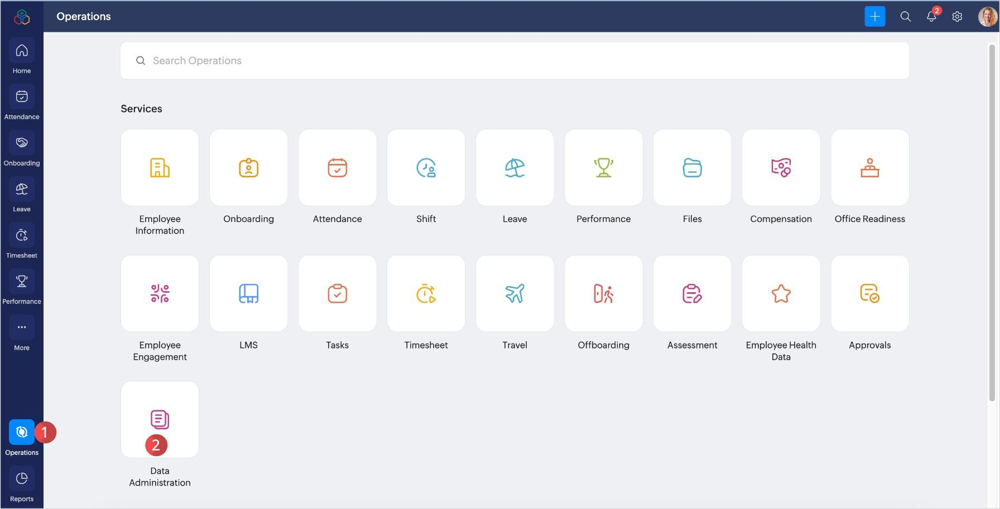 Operations
2
Search Operations
Home
Attendance
Onboarding
Leave
Timesheet
Performance
More
Operations
1
Reports
Services
Employee
Information
Onboarding
Attendance
Shift
Leave
Performance
Files
Compensation
Office Readiness
Employee
Engagement
LMS
Tasks
Timesheet
Travel
Offboarding
Assessment
Employee Health
Data
Approvals
2
Data
Administration